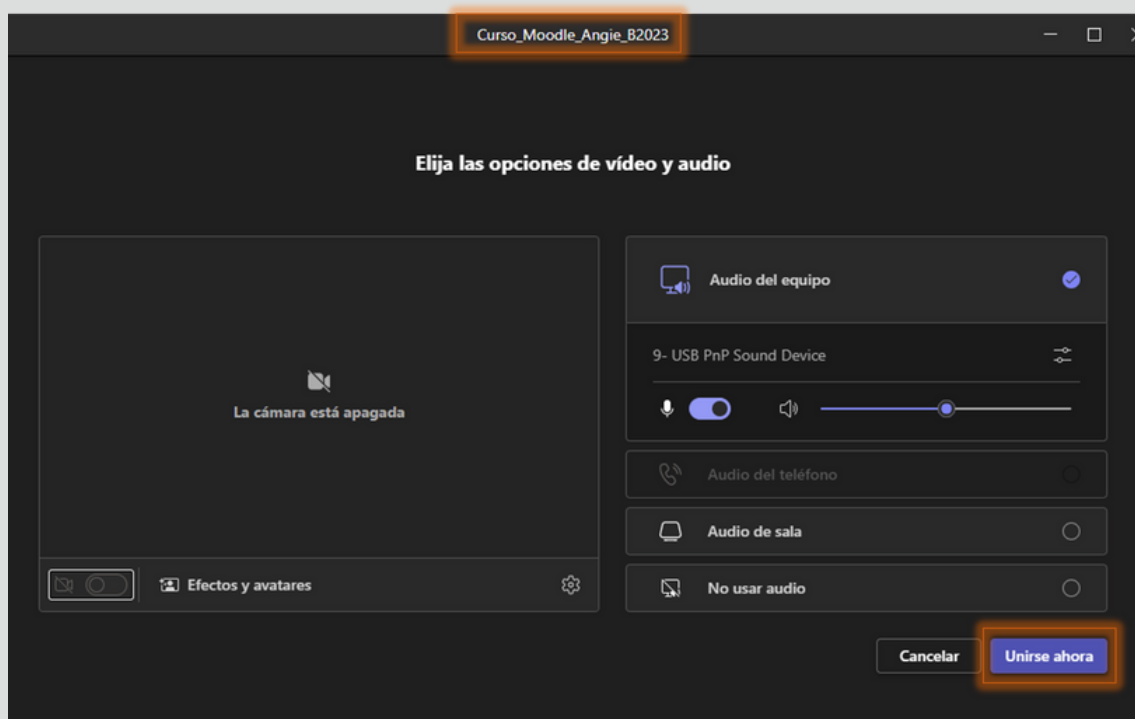 Curso_Moodle_Angie_B2023
Elija las opciones de vídeo y audio
La cámara está apagada
Efectos y avatares
Audio del equipo
9- USB PnP Sound Device
Audio del teléfono
Audio de sala
No usar audio
Cancelar
Unirse ahora